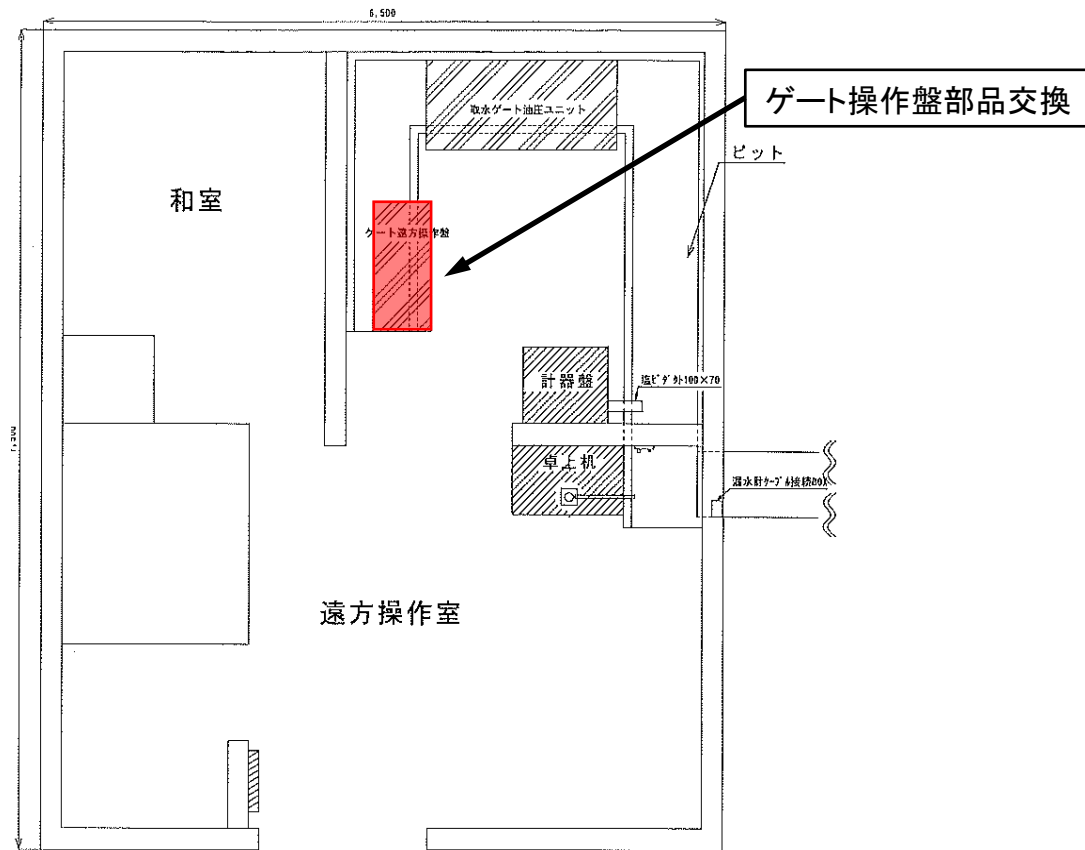 6,500
ゲート操作盤部品交換
取水ゲート油圧ユニット
ピット
和室
ゲート遠方操作盤
計器盤
塩ビダクト100×70
卓上机
遠方操作室